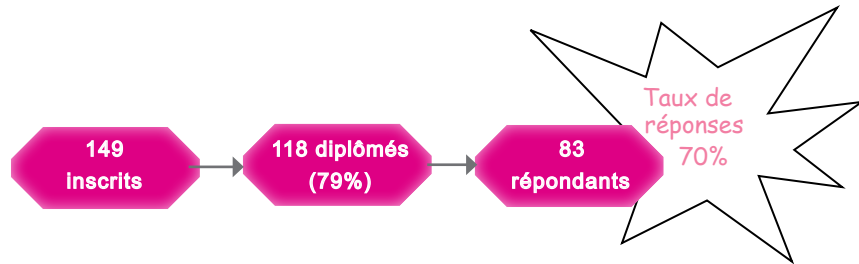 149
inscrits
118 diplômés
(79%)
83
répondants
Taux de
réponses
70%